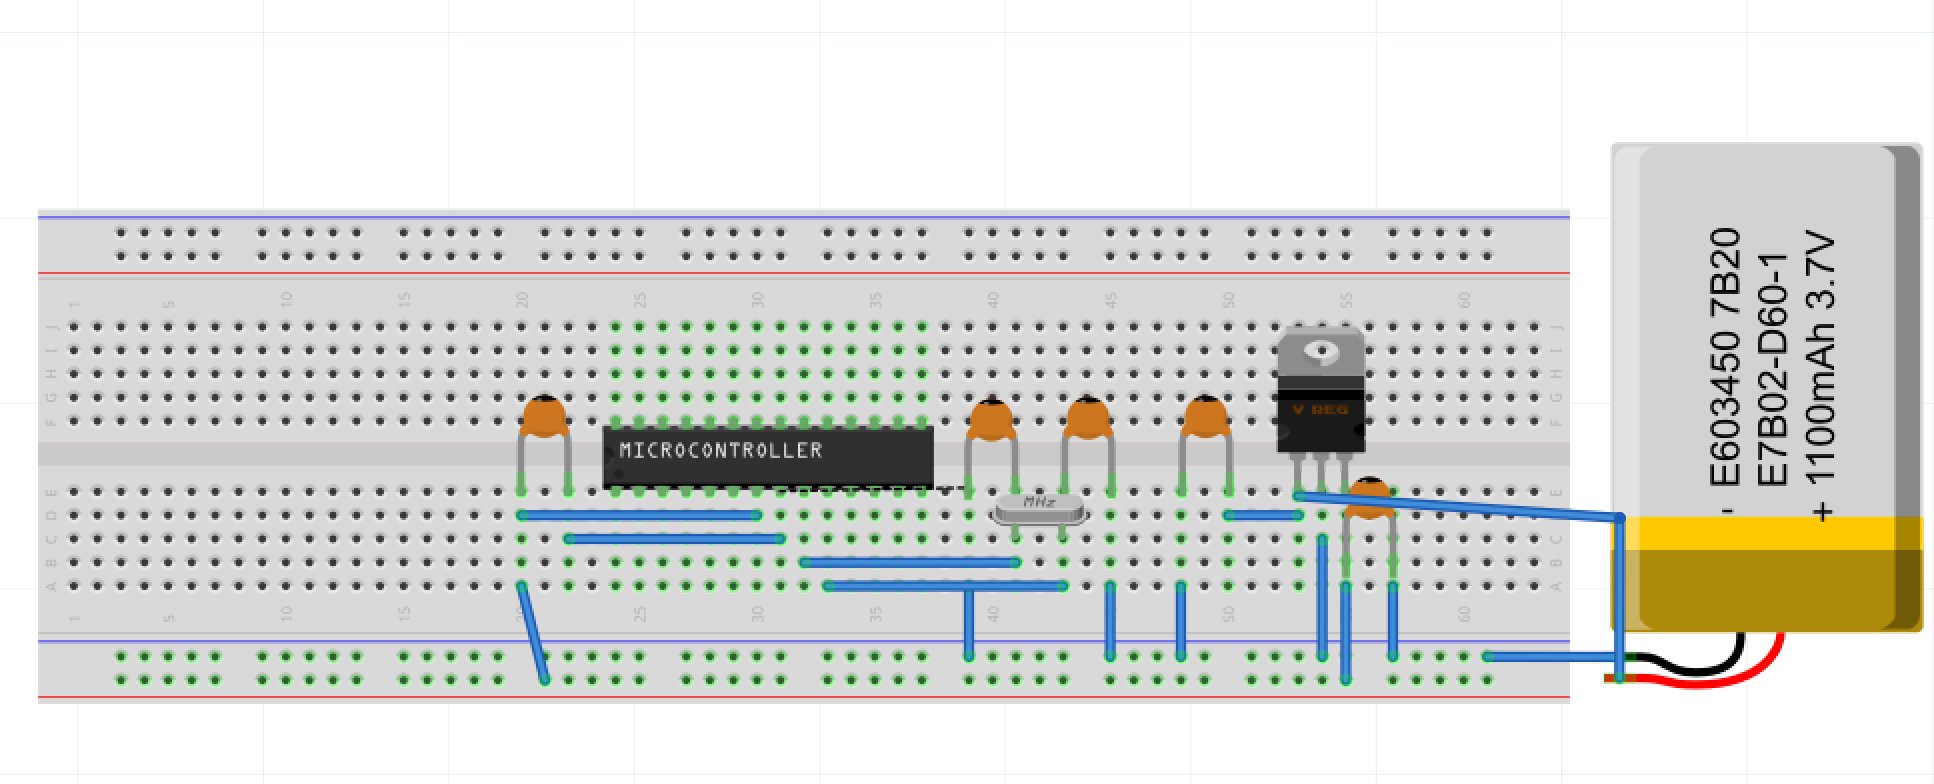 1 5 10 15 20 25 30 35 40 45 50 55 60
J J
I I
H H
G G
F F
MICROCONTROLLER
V REG
MHz
E E
D D
C C
B B
A A
1 5 10 15 20 25 30 35 40 45 50 55 60
- E603450 7B20
E7B02-D60-1
+ 1100mAh 3.7V